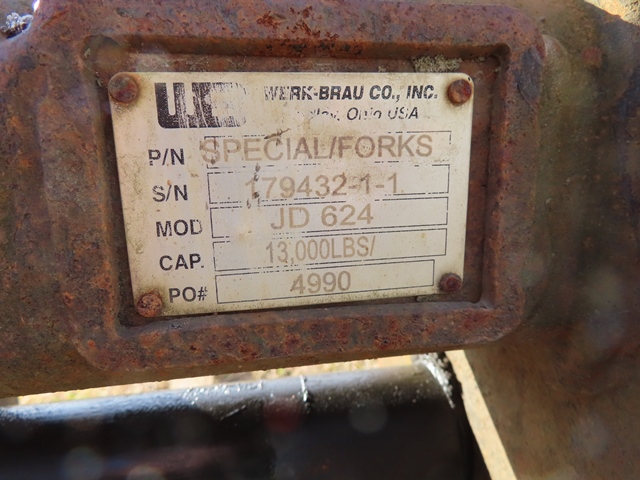 WB WERK-BRAU CO., INC.
Ohio USA
P/N SPECIAL/FORKS
S/N 179432-1-1
MOD JD 624
CAP. 13,000LBS/
PO# 4990